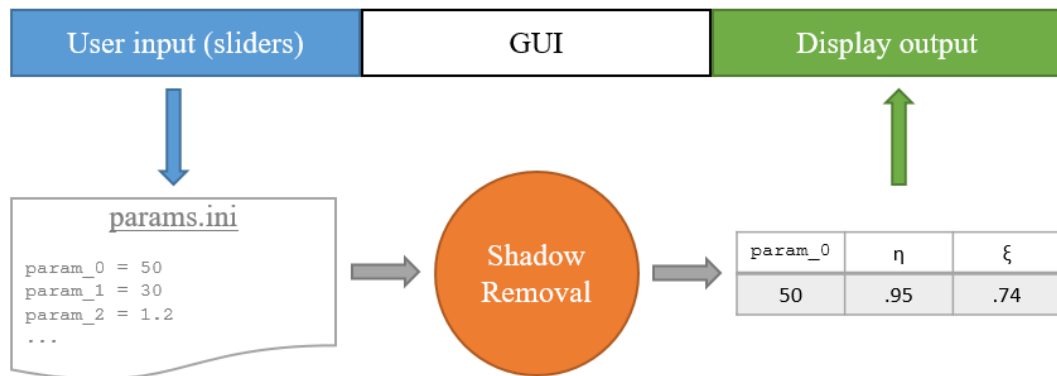 User input (sliders)
GUI
Display output
params.ini
param_0 = 50
param_1 = 30
param_2 = 1.2
...
Shadow
Removal
param_0 η ξ
50 .95 .74